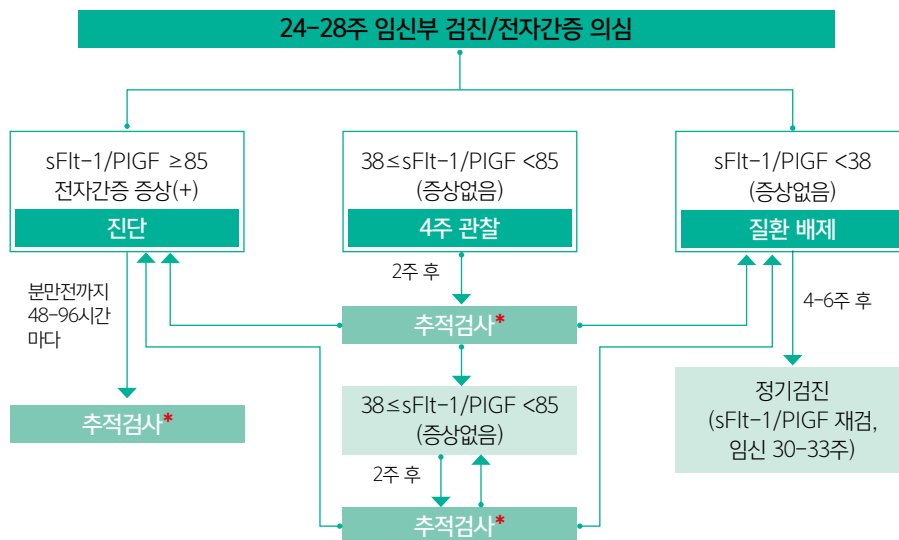 24-28주 임신부 검진/전자간증 의심
sFlt-1/PlGF ≥85
전자간증 증상(+)
진단
38≤sFlt-1/PlGF <85
(증상없음)
4주 관찰
sFlt-1/PlGF <38
(증상없음)
질환 배제
분만전까지
48-96시간
마다
2주 후
4-6주 후
추적검사*
추적검사*
38≤sFlt-1/PlGF <85
(증상없음)
정기검진
(sFlt-1/PlGF 재검,
임신 30-33주)
2주 후
추적검사*